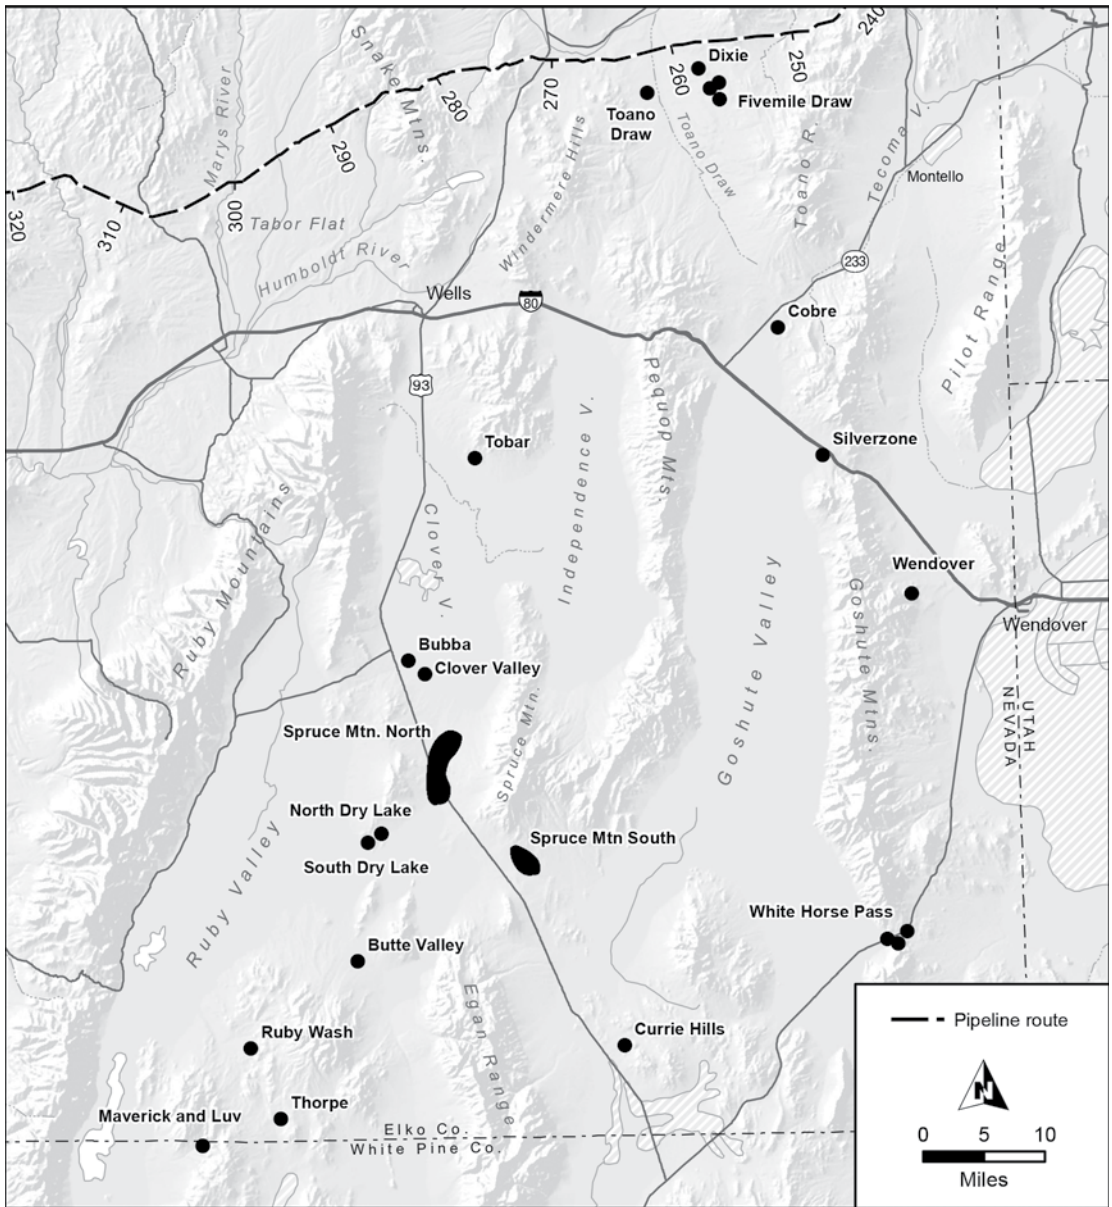 240
Snake Mtns.
Dixie
250
260
270
280
Fivemile Draw
Toano
Draw
Marys River
Toano Draw
Toano R.
Tecoma V.
290
Montello
300
310
320
Tabor Flat
Windermere Hills
Humboldt River
233
Wells
80
Pilot Range
Cobre
93
Pequop Mts.
Independence V.
Tobar
Silverzone
Ruby Mountains
Clover V.
Wendover
Goshute Valley
Goshute Mtns.
Wendover
Bubba
Clover Valley
UTAH
NEVADA
Spruce Mtn. North
Spruce Mtn.
North Dry Lake
South Dry Lake
Spruce Mtn South
Ruby Valley
White Horse Pass
Butte Valley
Egan Range
Pipeline route
Currie Hills
Ruby Wash
N
Thorpe
Maverick and Luv
Elko Co.
White Pine Co.
0 5 10
Miles